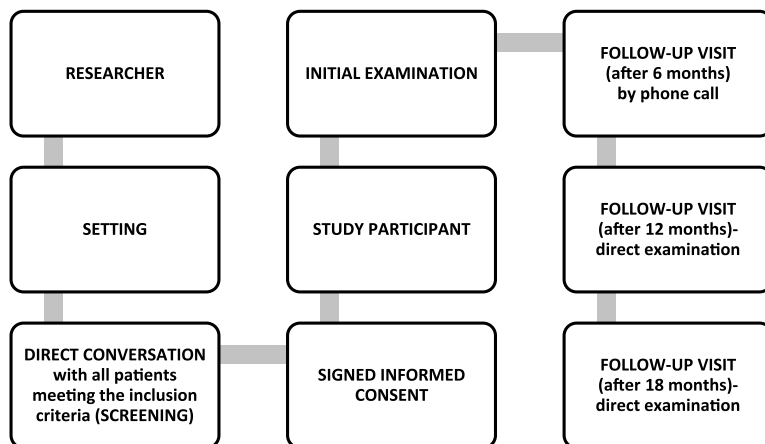 RESEARCHER
SETTING
DIRECT CONVERSATION
with all patients
meeting the inclusion
criteria (SCREENING)
SIGNED INFORMED
CONSENT
STUDY PARTICIPANT
INITIAL EXAMINATION
FOLLOW-UP VISIT
(after 6 months)
by phone call
FOLLOW-UP VISIT
(after 12 months)-
direct examination
FOLLOW-UP VISIT
(after 18 months)-
direct examination